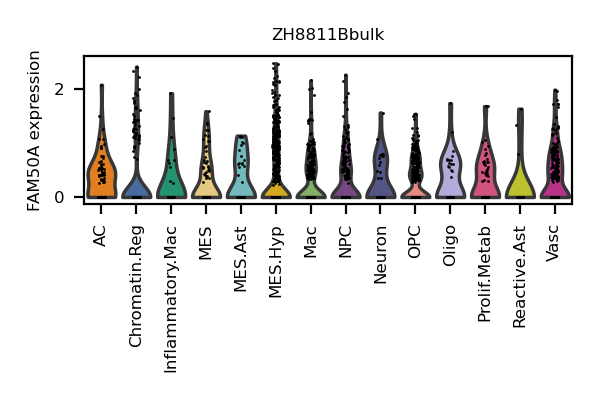 ZH8811Bbulk
FAM50A expression
2
0
AC
Chromatin.Reg
Inflammatory.Mac
MES
MES.Ast
MES.Hyp
Mac
NPC
Neuron
OPC
Oligo
Prolif.Metab
Reactive.Ast
Vasc